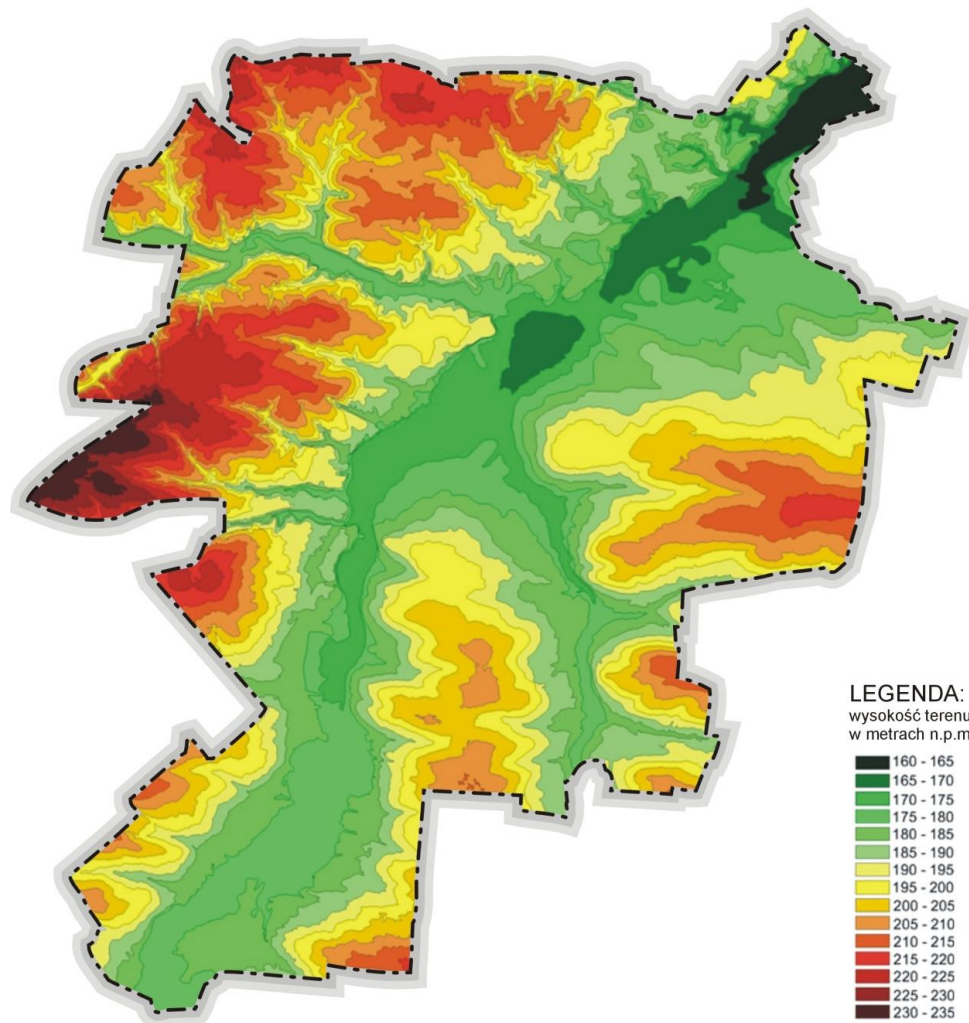 LEGENDA:
wysokość terenu
w metrach n.p.m
160 - 165
165 - 170
170 - 175
175 - 180
180 - 185
185 - 190
190 - 195
195 - 200
200 - 205
205 - 210
210 - 215
215 - 220
220 - 225
225 - 230
230 - 235